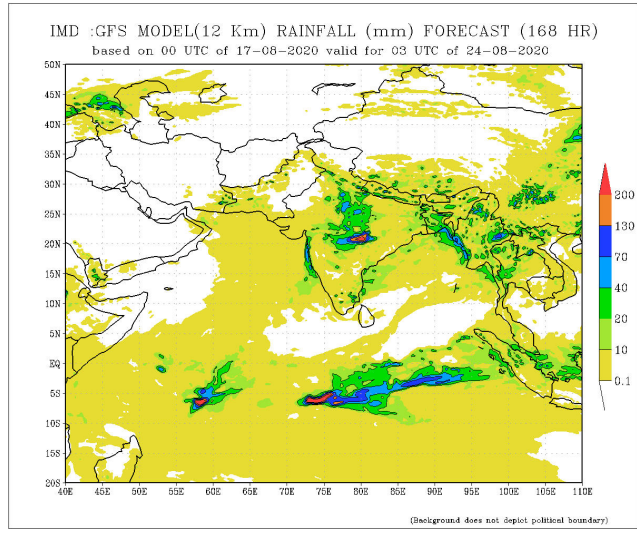 IMD :GFS MODEL(12 Km) RAINFALL (mm) FORECAST (168 HR)
based on 00 UTC of 17-08-2020 valid for 03 UTC of 24-08-2020
50N
45N
40N
35N
30N
25N
20N
15N
10N
5N
EQ
5S
10S
15S
20S
40E 45E 50E 55E 60E 65E 70E 75E 80E 85E 90E 95E 100E 105E 110E
200
130
70
40
20
10
0.1
(Background does not depict political boundary)